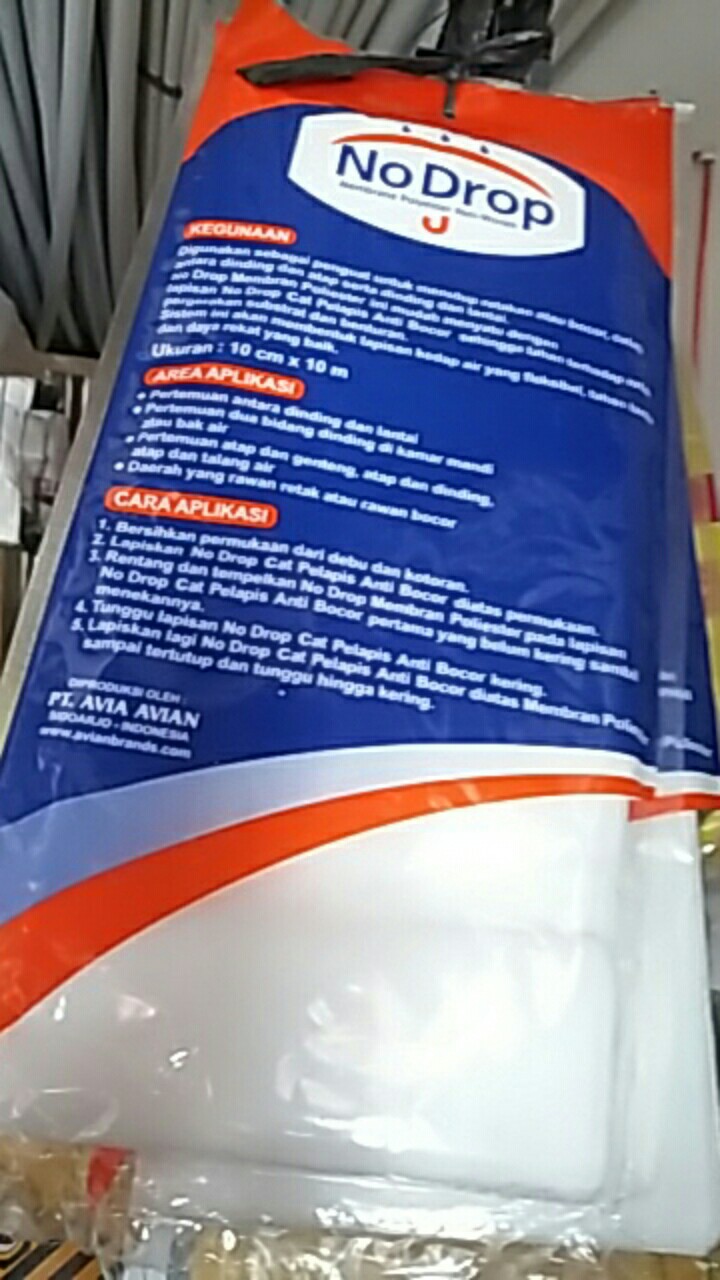 No Drop
Membrane Polyester Non-Woven
KEGUNAAN
Digunakan sebagai penguat untuk menutup retakan atau bocor,
antara dinding dan atap serta dinding dan lantai.
No Drop Membran Poliester ini mudah menyatu dengan
lapisan No Drop Cat Pelapis Anti Bocor sehingga tahan terhadap
pergerakan substrat dan benturan.
Sistem ini akan membentuk lapisan kedap air yang fleksibel, tahan
dan daya rekat yang baik.
Ukuran : 10 cm x 10 m
AREA APLIKASI
• Pertemuan antara dinding dan lantai
• Pertemuan dua bidang dinding di kamar mandi
atau bak air
• Pertemuan atap dan genteng, atap dan dinding,
atap dan talang air
• Daerah yang rawan retak atau rawan bocor
CARA APLIKASI
1. Bersihkan permukaan dari debu dan kotoran.
2. Lapiskan No Drop Cat Pelapis Anti Bocor diatas permukaan.
3. Rentang dan tempelkan No Drop Membran Poliester pada lapisan
No Drop Cat Pelapis Anti Bocor pertama yang belum kering sambil
menekannya.
4. Tunggu lapisan No Drop Cat Pelapis Anti Bocor kering.
5. Lapiskan lagi No Drop Cat Pelapis Anti Bocor diatas Membran
sampai tertutup dan tunggu hingga kering.
DIPRODUKSI OLEH :
PT. AVIA AVIAN
SIDOARJO - INDONESIA
www.avianbrands.com